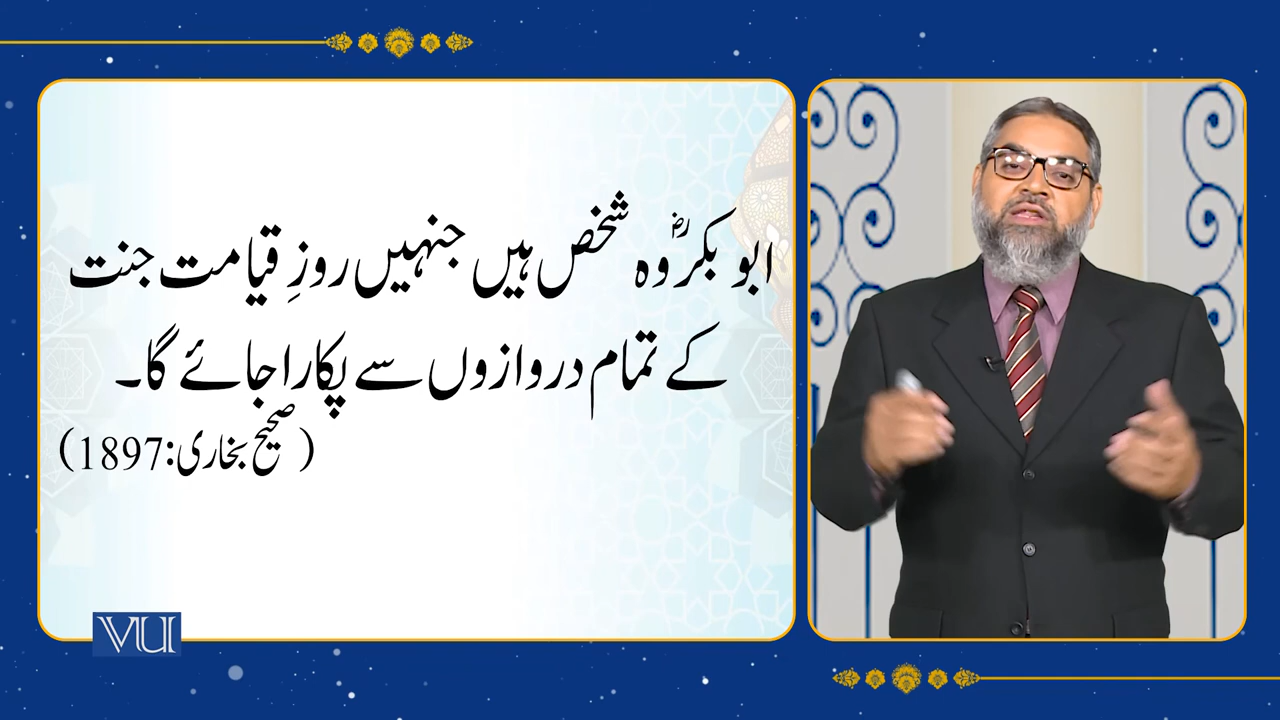 ابو بکرؓ وہ شخص ہیں جنہیں روزِ قیامت جنت
کے تمام دروازوں سے پکارا جائے گا۔
(صحیح بخاری:1897)
VU